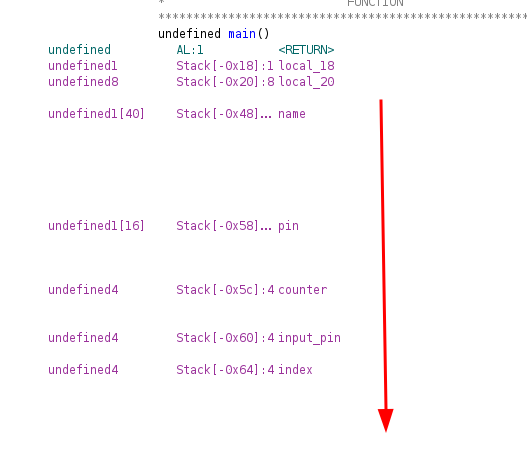 * FUNCTION
******************************************************
undefined main()
undefined AL:1 <RETURN>
undefined1 Stack[-0x18]:1 local_18
undefined8 Stack[-0x20]:8 local_20
undefined1[40] Stack[-0x48]... name
undefined1[16] Stack[-0x58]... pin
undefined4 Stack[-0x5c]:4 counter
undefined4 Stack[-0x60]:4 input_pin
undefined4 Stack[-0x64]:4 index